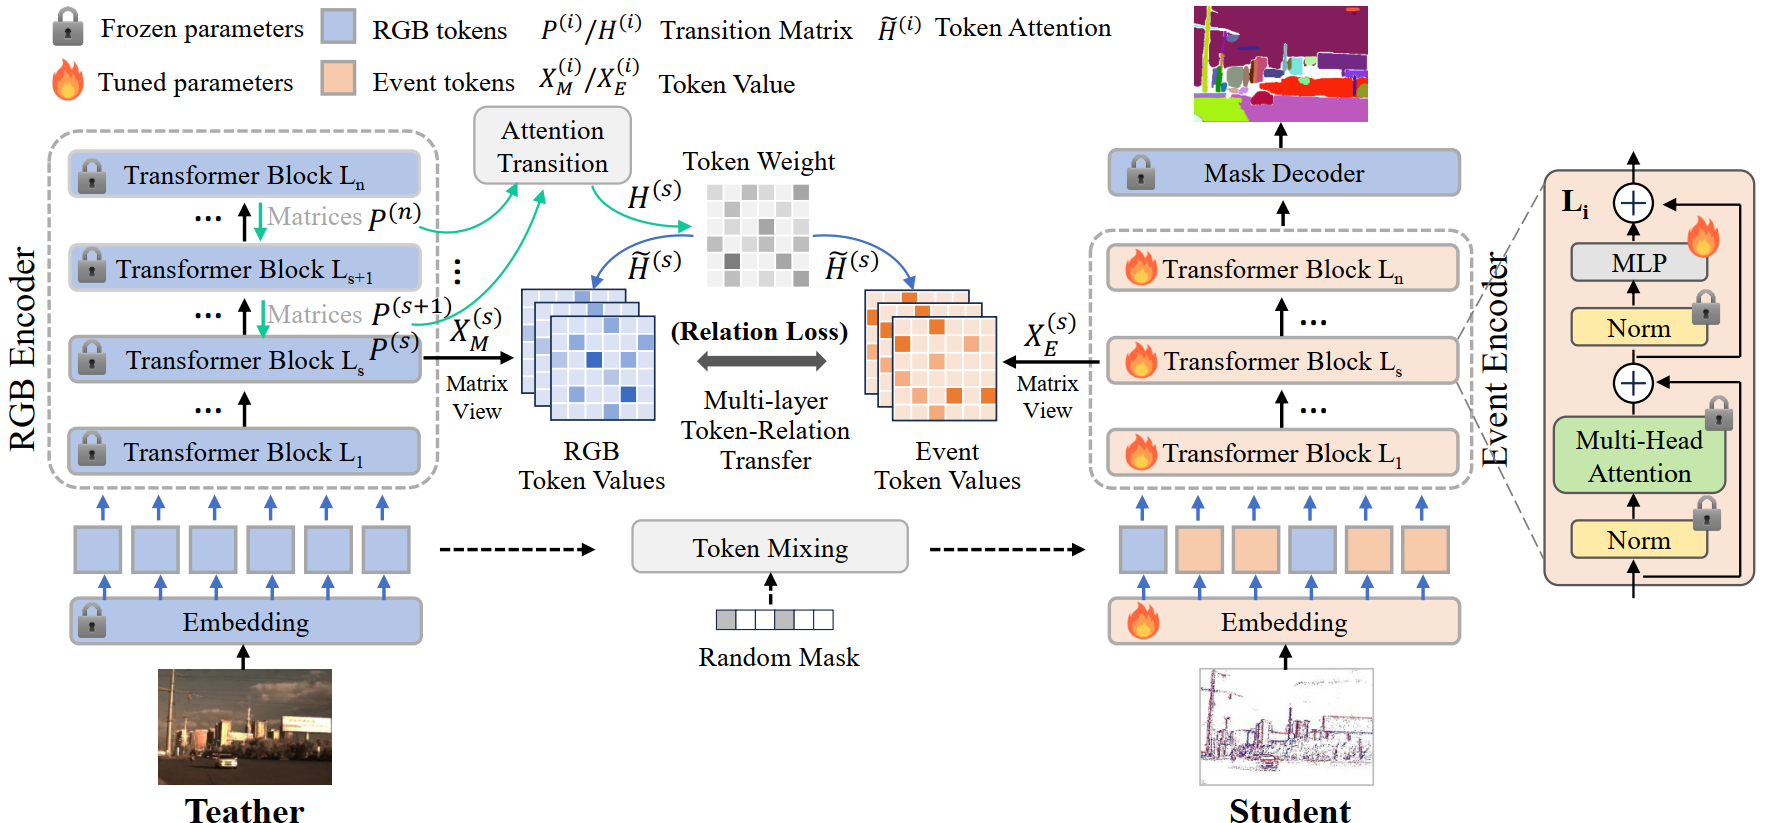 Frozen parameters
RGB tokens
P^(i)/H^(i) Transition Matrix
H̃^(i) Token Attention
Tuned parameters
Event tokens
X_M^(i)/X_E^(i) Token Value
RGB Encoder
Transformer Block L_n
... Matrices P^(n)
Transformer Block L_s+1
... Matrices P^(s+1)
Transformer Block L_s P^(s)
...
Transformer Block L_1
Embedding
Teather
Attention
Transition
...
H^(s)
Token Weight
H̃^(s)
H̃^(s)
X_M^(s)
Matrix
View
RGB
Token Values
(Relation Loss)
Multi-layer
Token-Relation
Transfer
Event
Token Values
X_E^(s)
Matrix
View
Token Mixing
Random Mask
Mask Decoder
Event Encoder
Transformer Block L_n
...
Transformer Block L_s
...
Transformer Block L_1
Embedding
Student
L_i
MLP
Norm
Multi-Head
Attention
Norm